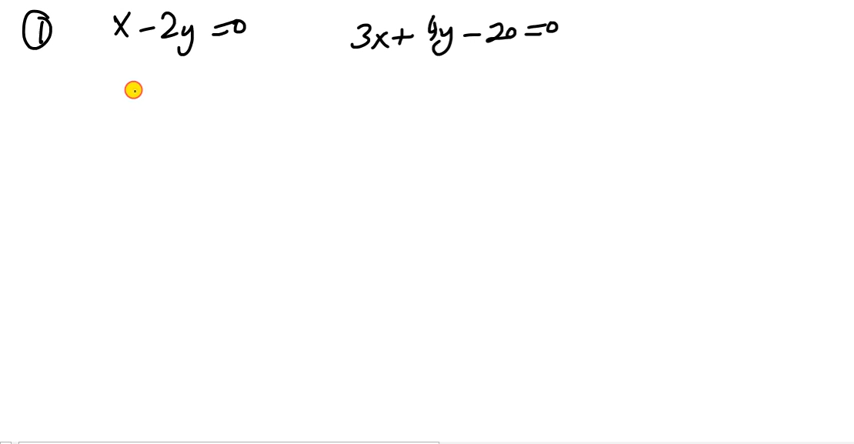 ① x - 2y = 0 3x + 4y - 20 = 0